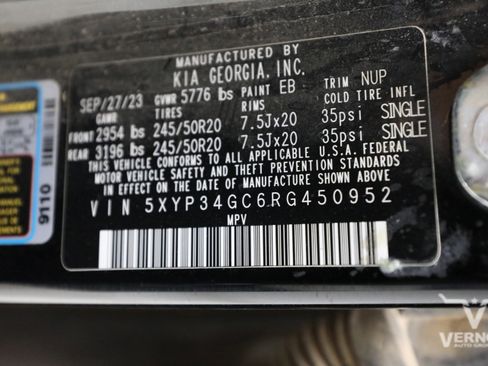 MANUFACTURED BY
KIA GEORGIA, INC.
SEP/27/23 GVWR 5776 lbs PAINT EB TRIM NUP
GAWR TIRES RIMS COLD TIRE INFL
FRONT 2954 lbs 245/50R20 7.5Jx20 35psi SINGLE
REAR 3196 lbs 245/50R20 7.5Jx20 35psi SINGLE
THIS VEHICLE CONFORMS TO ALL APPLICABLE U.S.A. FEDERAL
MOTOR VEHICLE SAFETY, BUMPER, AND THEFT PREVENTION STANDARDS
IN EFFECT ON THE DATE OF MANUFACTURE SHOWN ABOVE.
VIN 5XYP34GC6RG450952
MPV
9110
AUTO GROUP